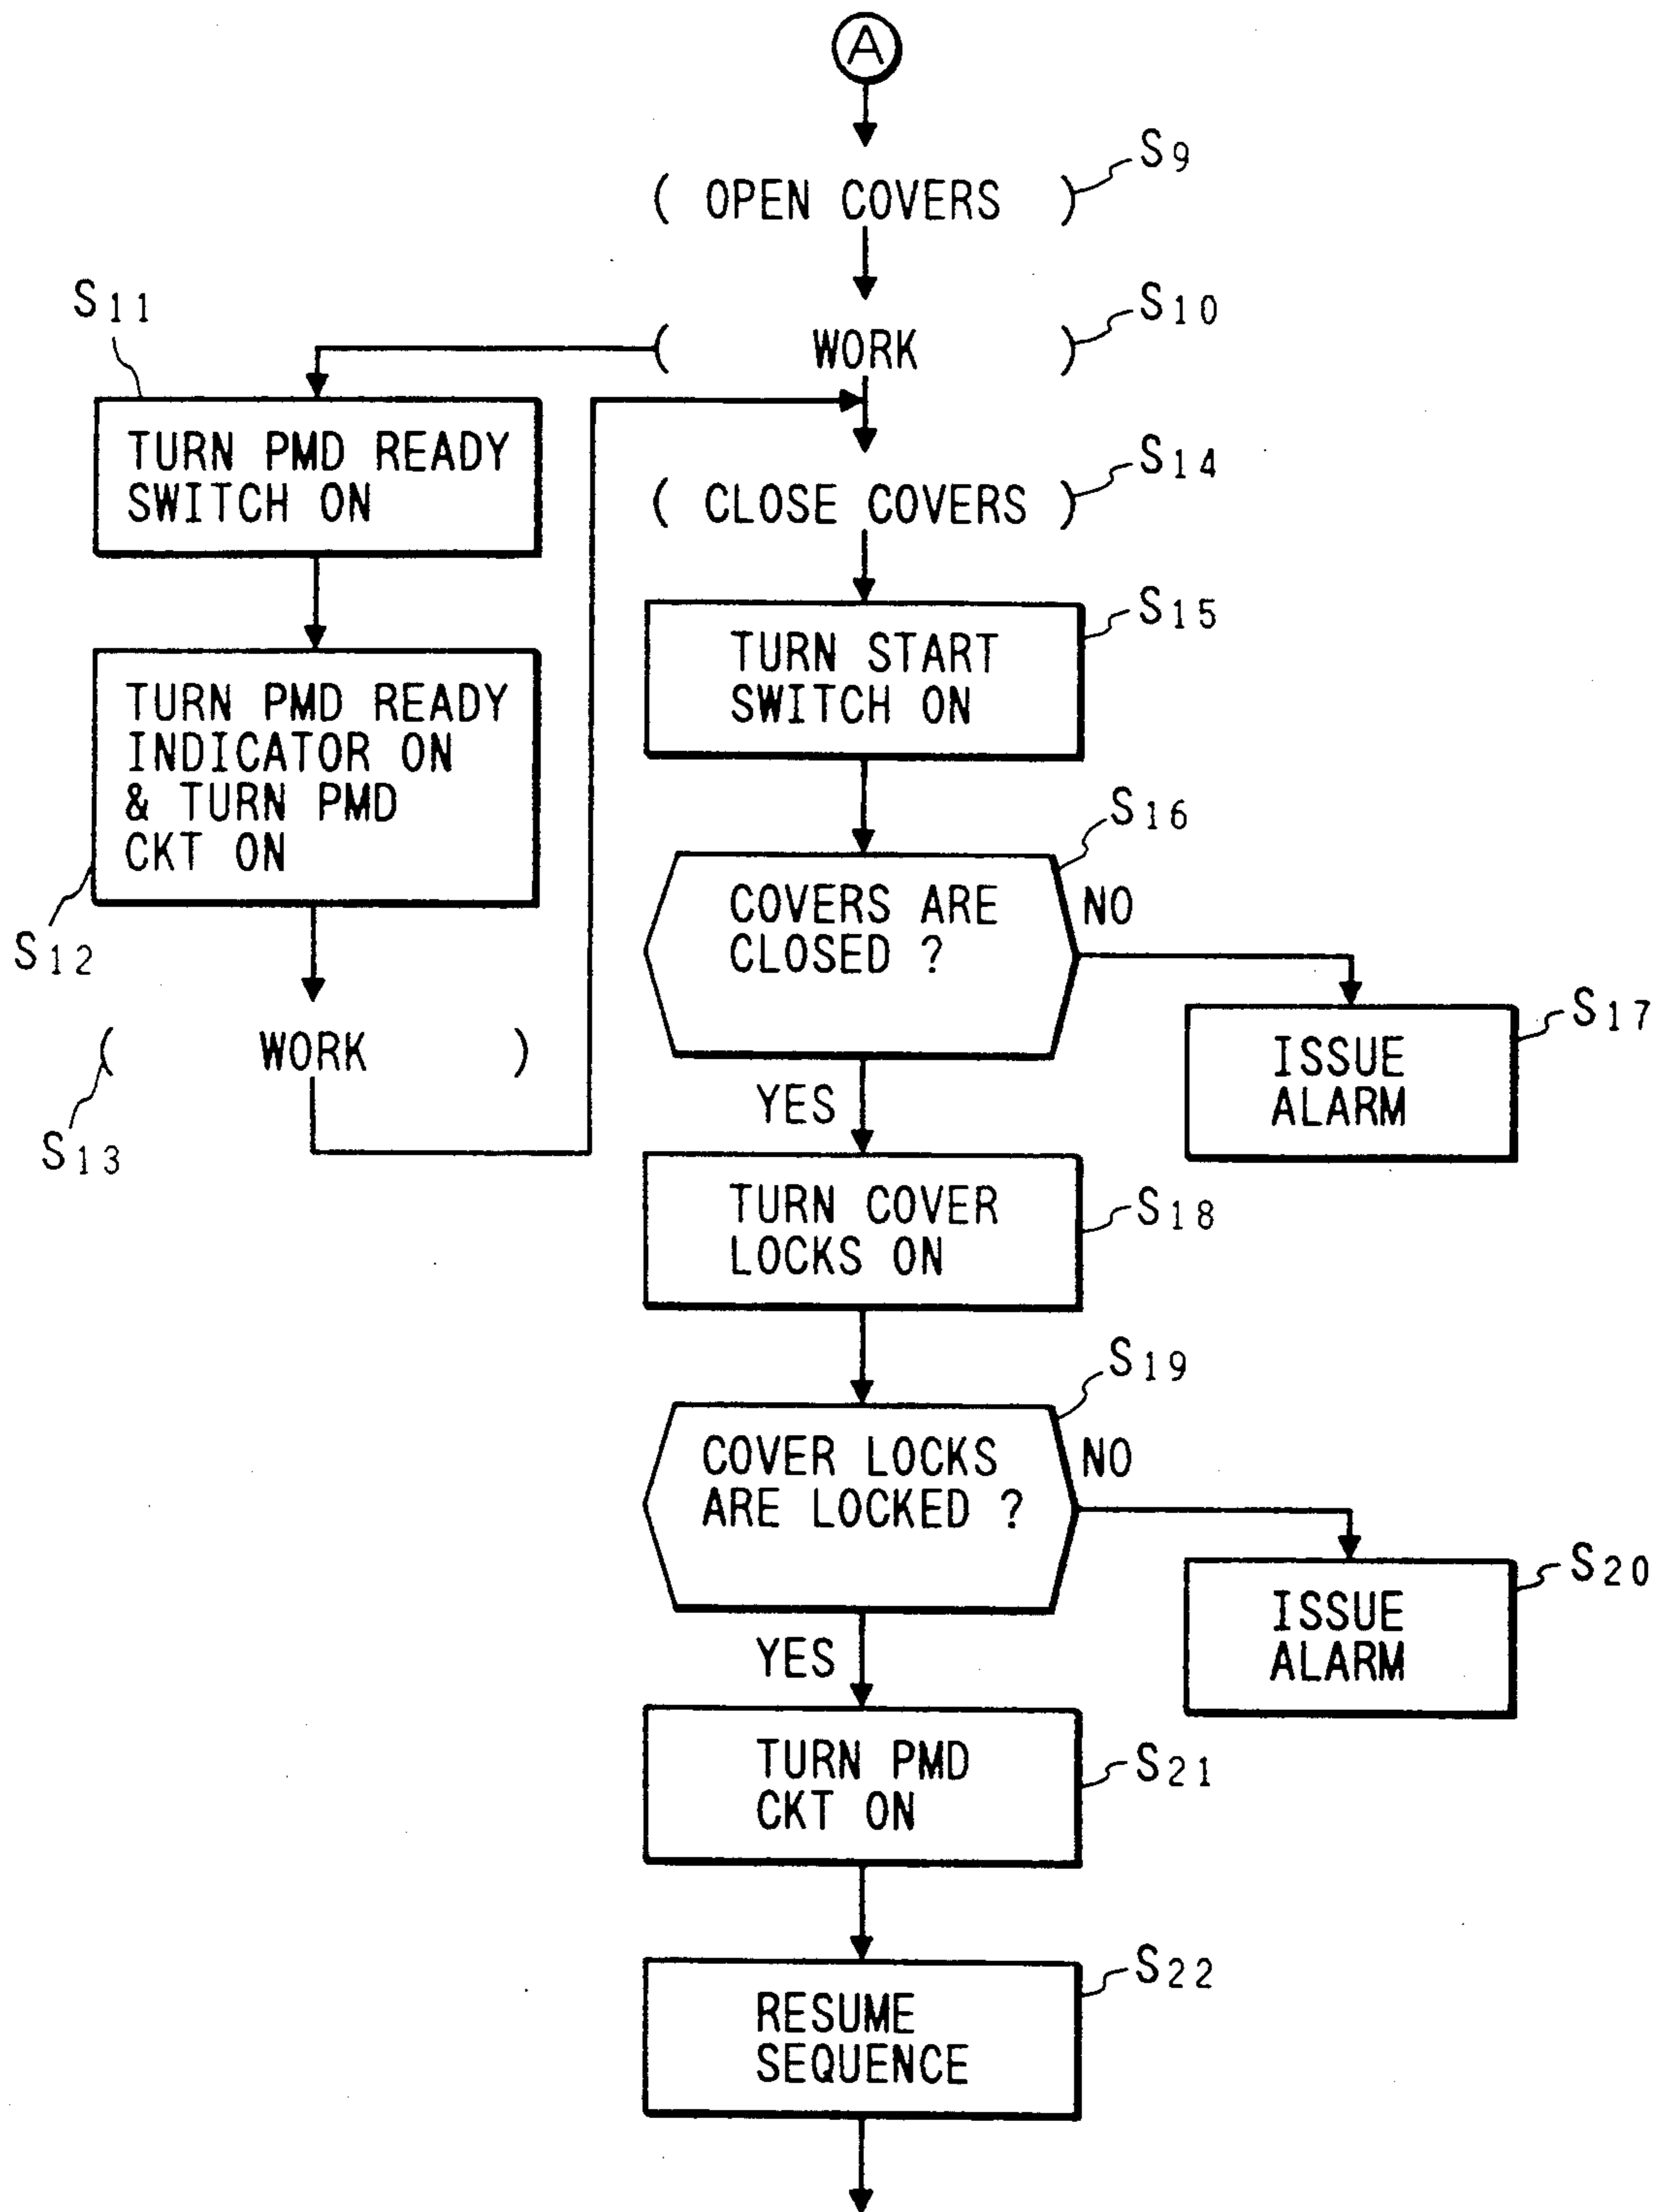 A
( OPEN COVERS ) S9
( WORK ) S10
S11
TURN PMD READY
SWITCH ON
S12
TURN PMD READY
INDICATOR ON
& TURN PMD
CKT ON
S13
( WORK )
( CLOSE COVERS ) S14
S15
TURN START
SWITCH ON
S16
COVERS ARE
CLOSED ?
NO
S17
ISSUE
ALARM
YES
S18
TURN COVER
LOCKS ON
S19
COVER LOCKS
ARE LOCKED ?
NO
S20
ISSUE
ALARM
YES
S21
TURN PMD
CKT ON
S22
RESUME
SEQUENCE